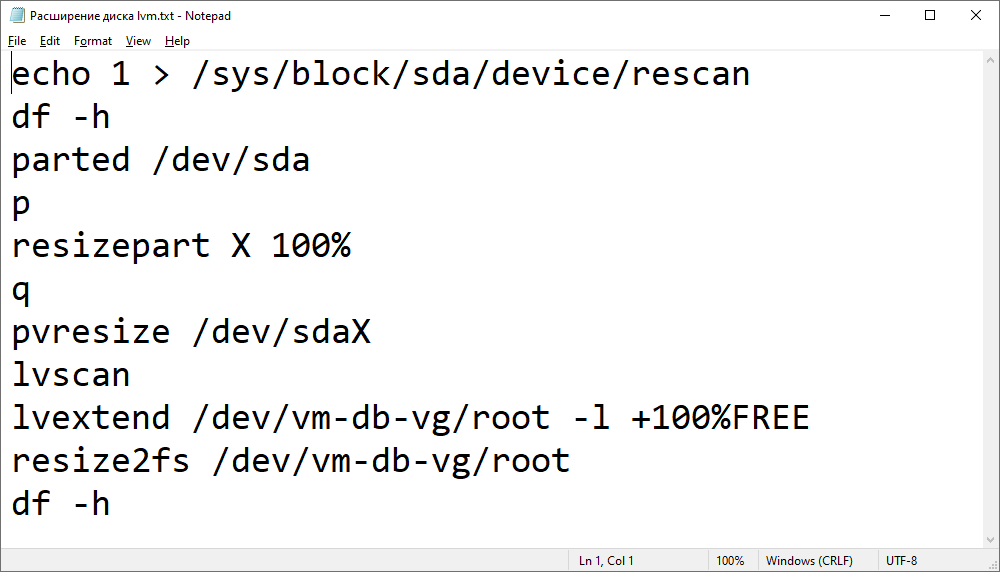 Расширение диска lvm.txt - Notepad
File Edit Format View Help
echo 1 > /sys/block/sda/device/rescan
df -h
parted /dev/sda
p
resizepart X 100%
q
pvresize /dev/sdaX
lvscan
lvextend /dev/vm-db-vg/root -l +100%FREE
resize2fs /dev/vm-db-vg/root
df -h
Ln 1, Col 1 100% Windows (CRLF) UTF-8